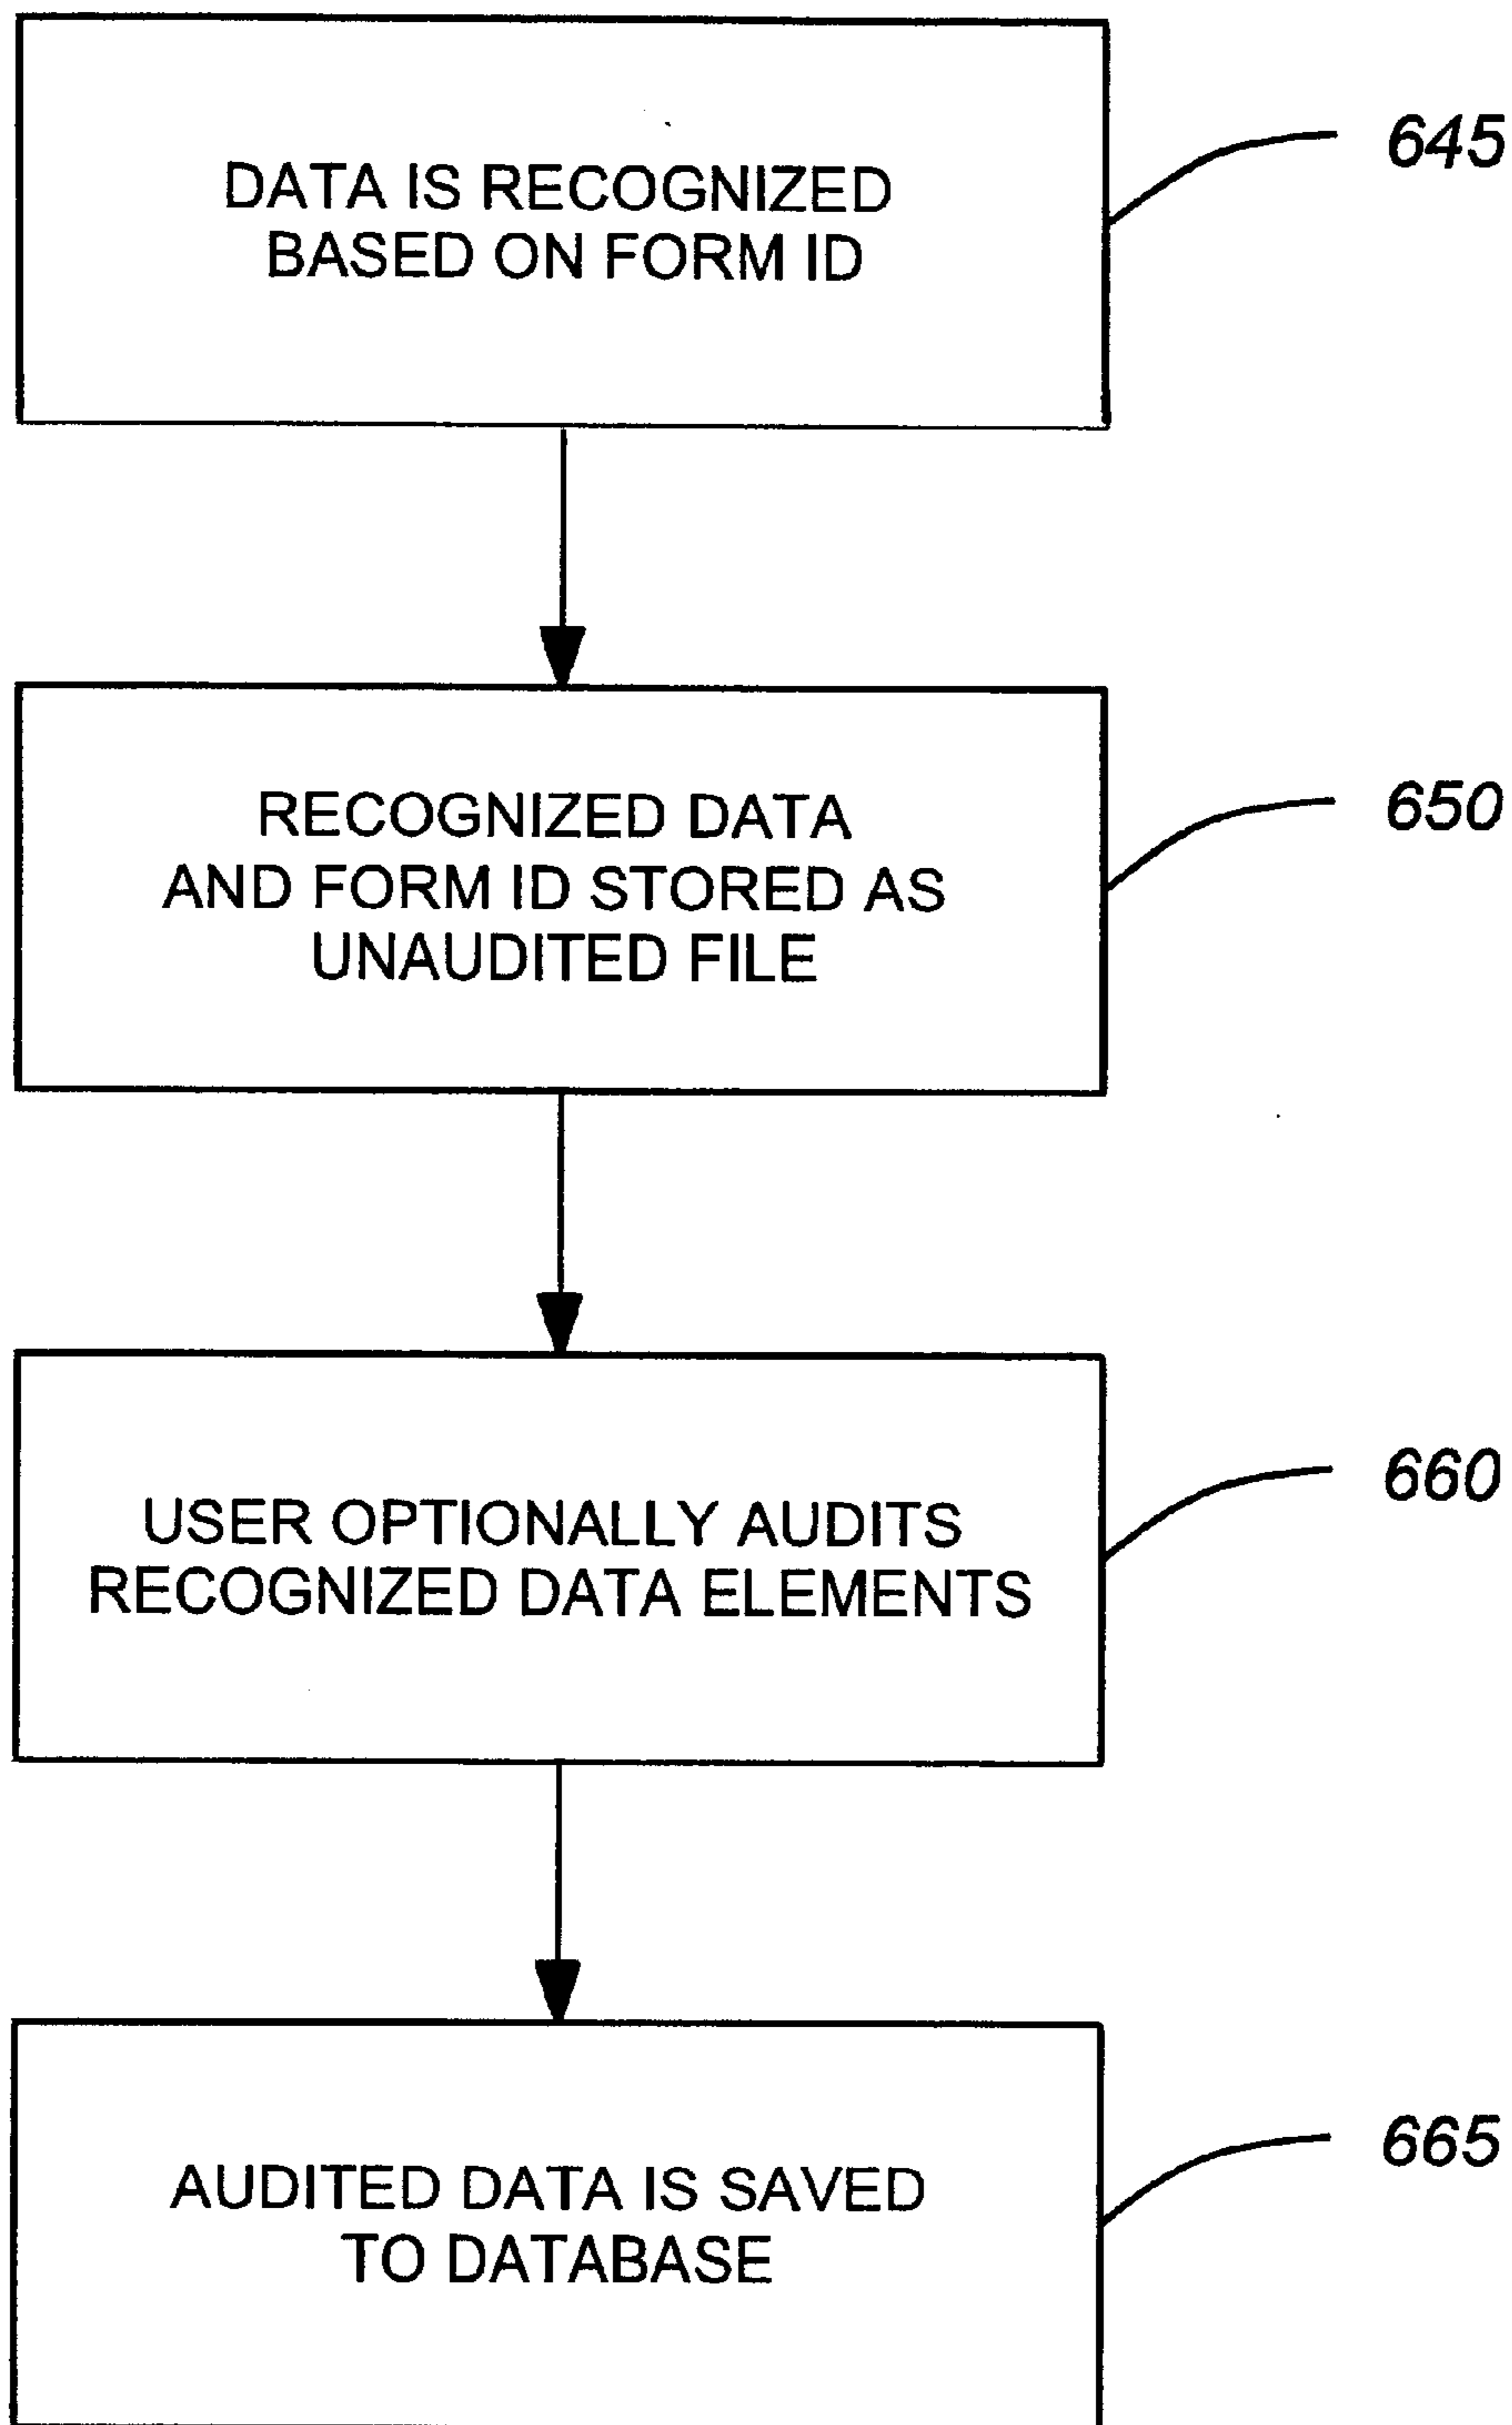 DATA IS RECOGNIZED
BASED ON FORM ID
645
RECOGNIZED DATA
AND FORM ID STORED AS
UNAUDITED FILE
650
USER OPTIONALLY AUDITS
RECOGNIZED DATA ELEMENTS
660
AUDITED DATA IS SAVED
TO DATABASE
665